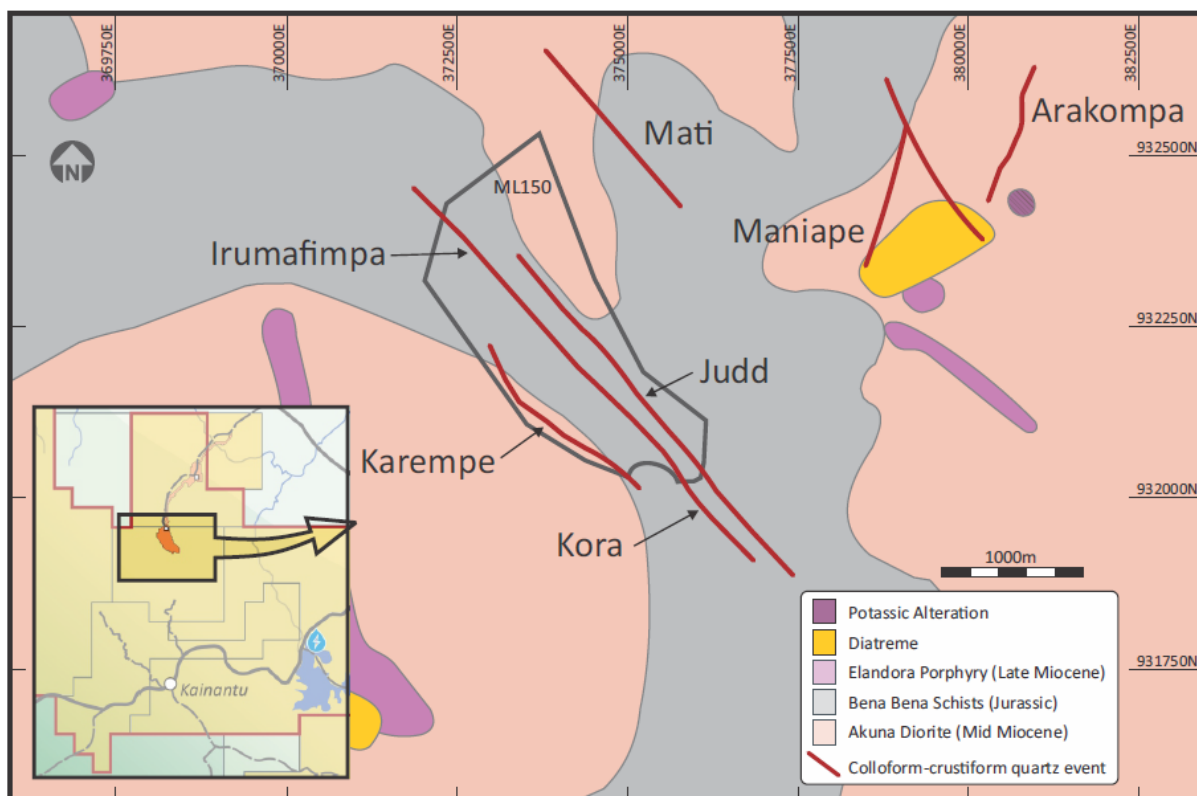 369750E
370000E
372500E
375000E
377500E
380000E
382500E
Arakompa
Mati
932500N
N
ML150
Irumafimpa
Maniape
932250N
Judd
Karempe
932000N
Kora
1000m
Potassic Alteration
Diatreme
Elandora Porphyry (Late Miocene)
Bena Bena Schists (Jurassic)
Akuna Diorite (Mid Miocene)
Colloform-crustiform quartz event
931750N
Kainantu